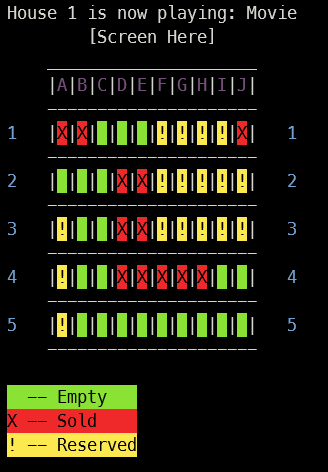 House 1 is now playing: Movie
[Screen Here]
|A|B|C|D|E|F|G|H|I|J|
1 |X|X| | | |!|!|!|!|X| 1
2 | | | |X|X|!|!|!|!|!| 2
3 |!| | |X|X|!|!|!|!|!| 3
4 |!| | |X|X|X|X|X| | | 4
5 |!| | | | | | | | | | 5
—— Empty
X —— Sold
! —— Reserved